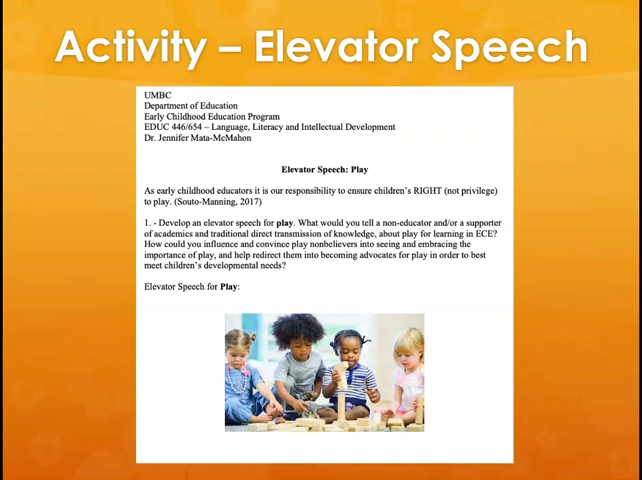 Activity – Elevator Speech
UMBC
Department of Education
Early Childhood Education Program
EDUC 446/654 – Language, Literacy and Intellectual Development
Dr. Jennifer Mata-McMahon
Elevator Speech: Play
As early childhood educators it is our responsibility to ensure children's RIGHT (not privilege)
to play. (Souto-Manning, 2017)
1. - Develop an elevator speech for play. What would you tell a non-educator and/or a supporter
of academics and traditional direct transmission of knowledge, about play for learning in ECE?
How could you influence and convince play nonbelievers into seeing and embracing the
importance of play, and help redirect them into becoming advocates for play in order to best
meet children's developmental needs?
Elevator Speech for Play: